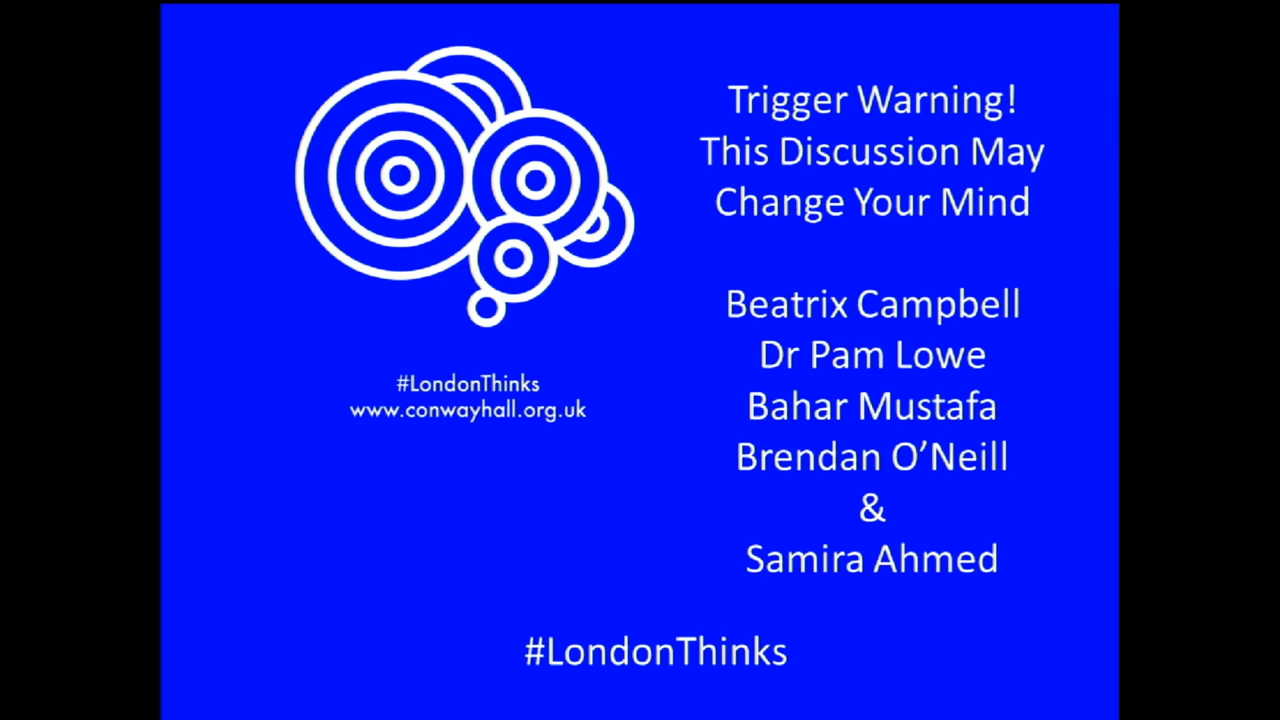 Trigger Warning!
This Discussion May
Change Your Mind
Beatrix Campbell
Dr Pam Lowe
Bahar Mustafa
Brendan O’Neill
&
Samira Ahmed
#LondonThinks
www.conwayhall.org.uk
#LondonThinks